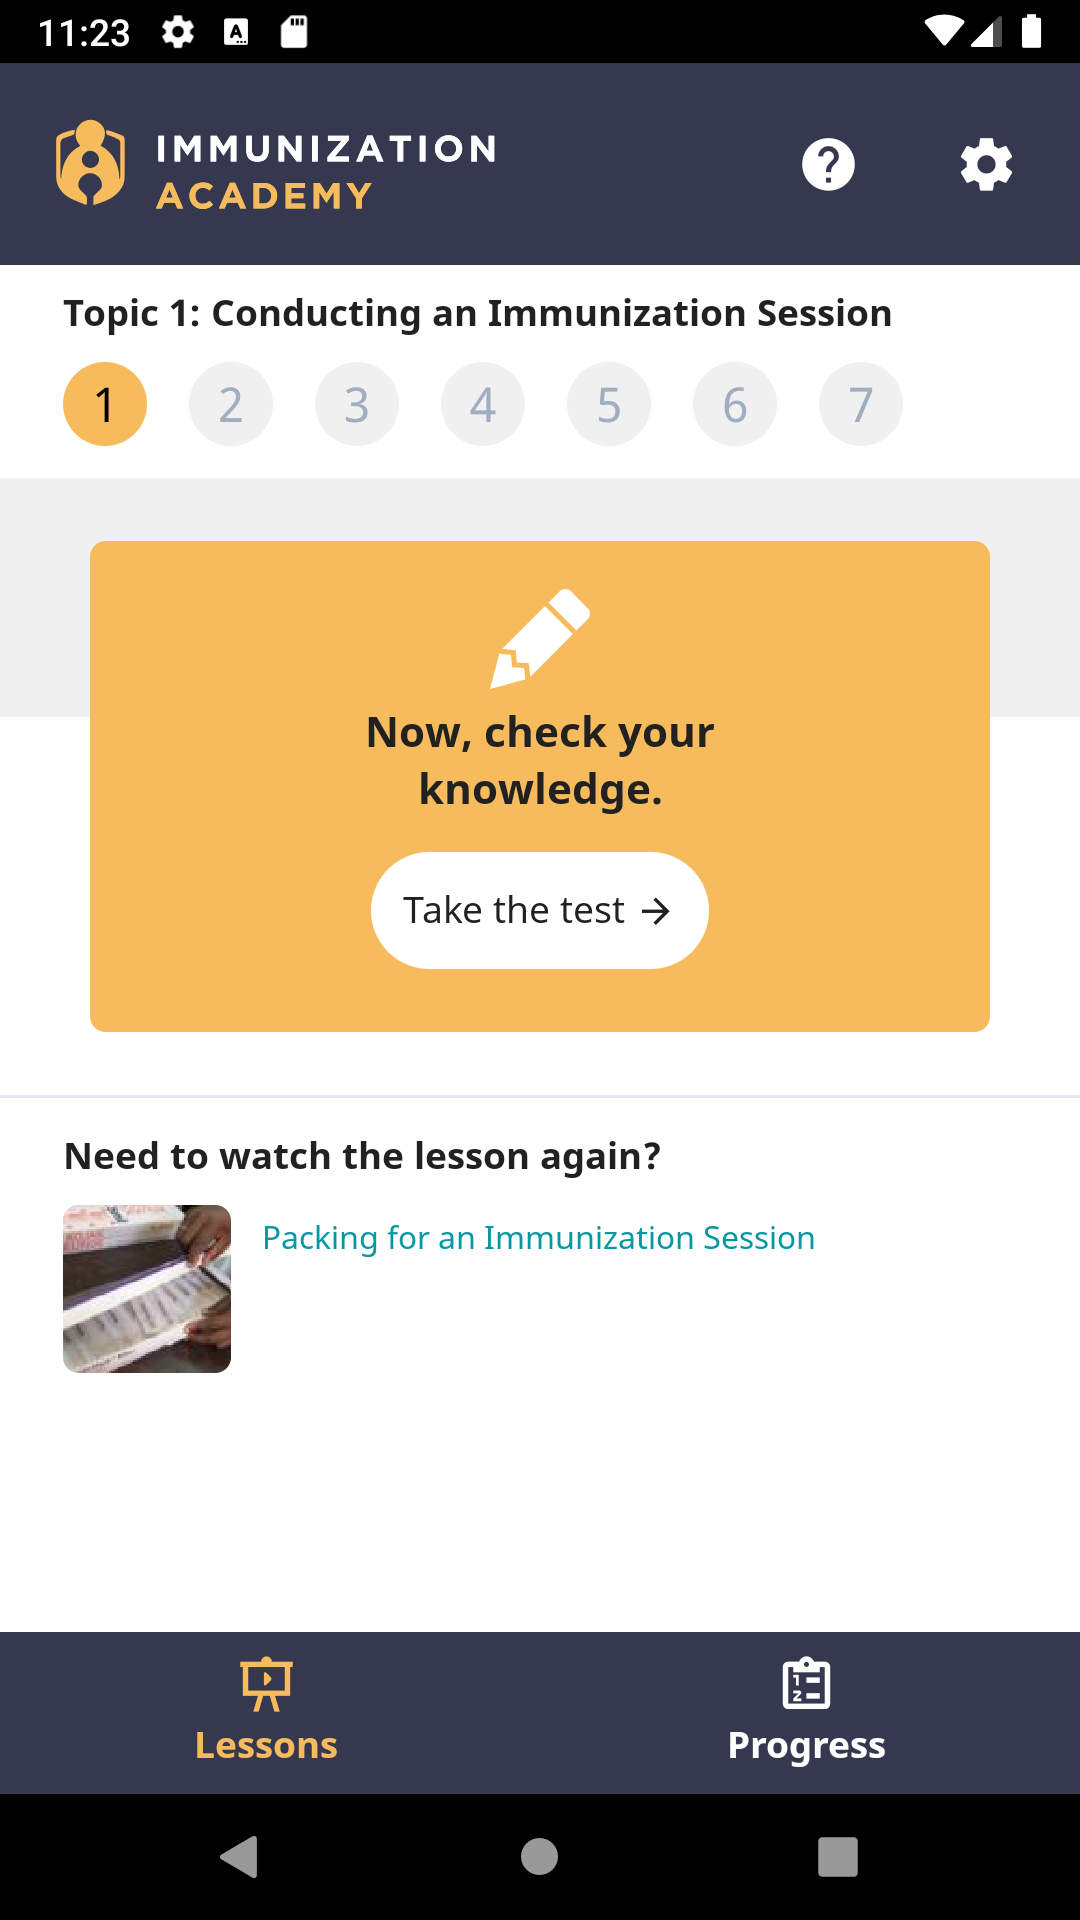 11:23
IMMUNIZATION
ACADEMY
Topic 1: Conducting an Immunization Session
1 2 3 4 5 6 7
Now, check your
knowledge.
Take the test →
Need to watch the lesson again?
Packing for an Immunization Session
Lessons Progress